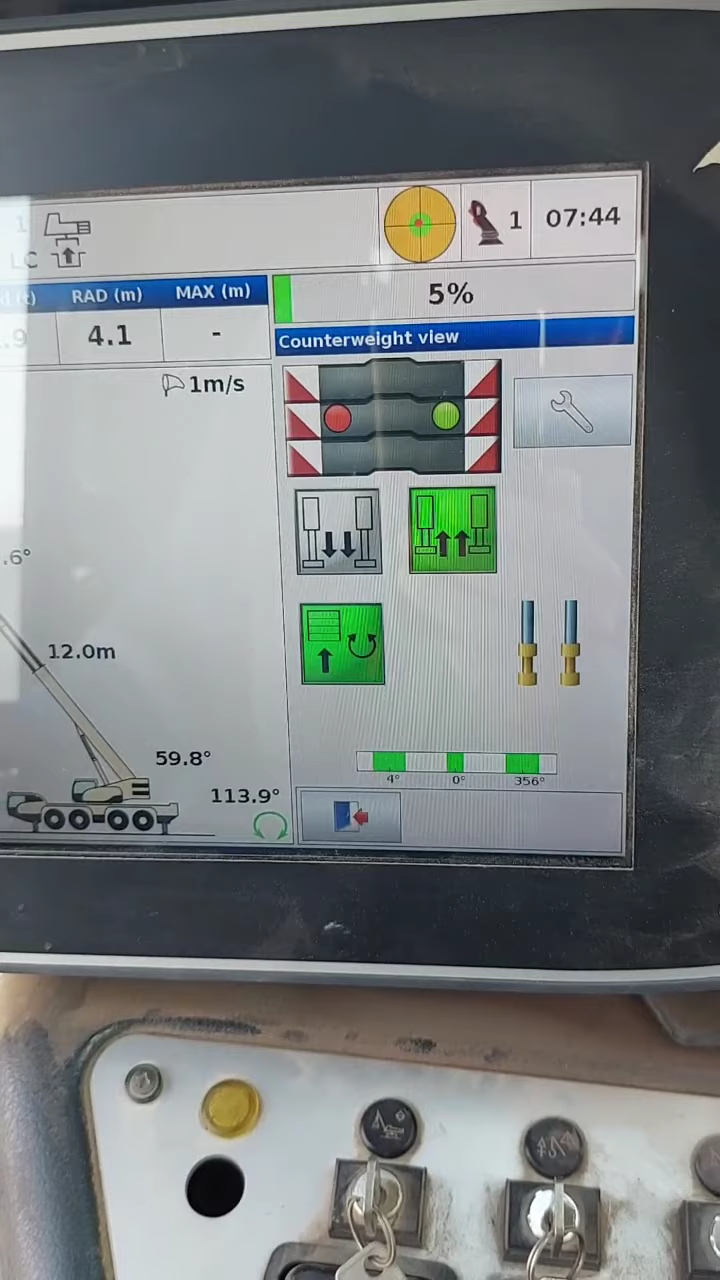 1
07:44
LC
(t)
RAD (m)
MAX (m)
5%
.9
4.1
-
Counterweight view
1m/s
.6°
12.0m
59.8°
4°
0°
356°
113.9°